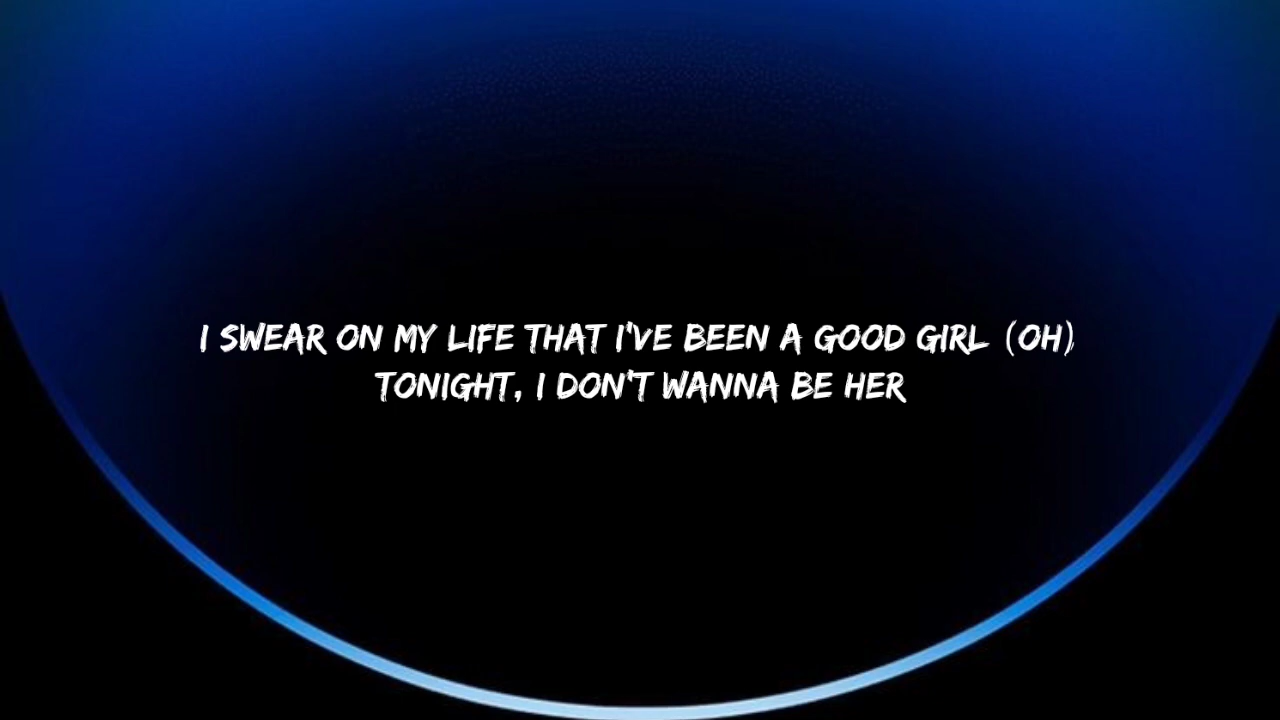 I SWEAR ON MY LIFE THAT I'VE BEEN A GOOD GIRL (OH)
TONIGHT, I DON'T WANNA BE HER